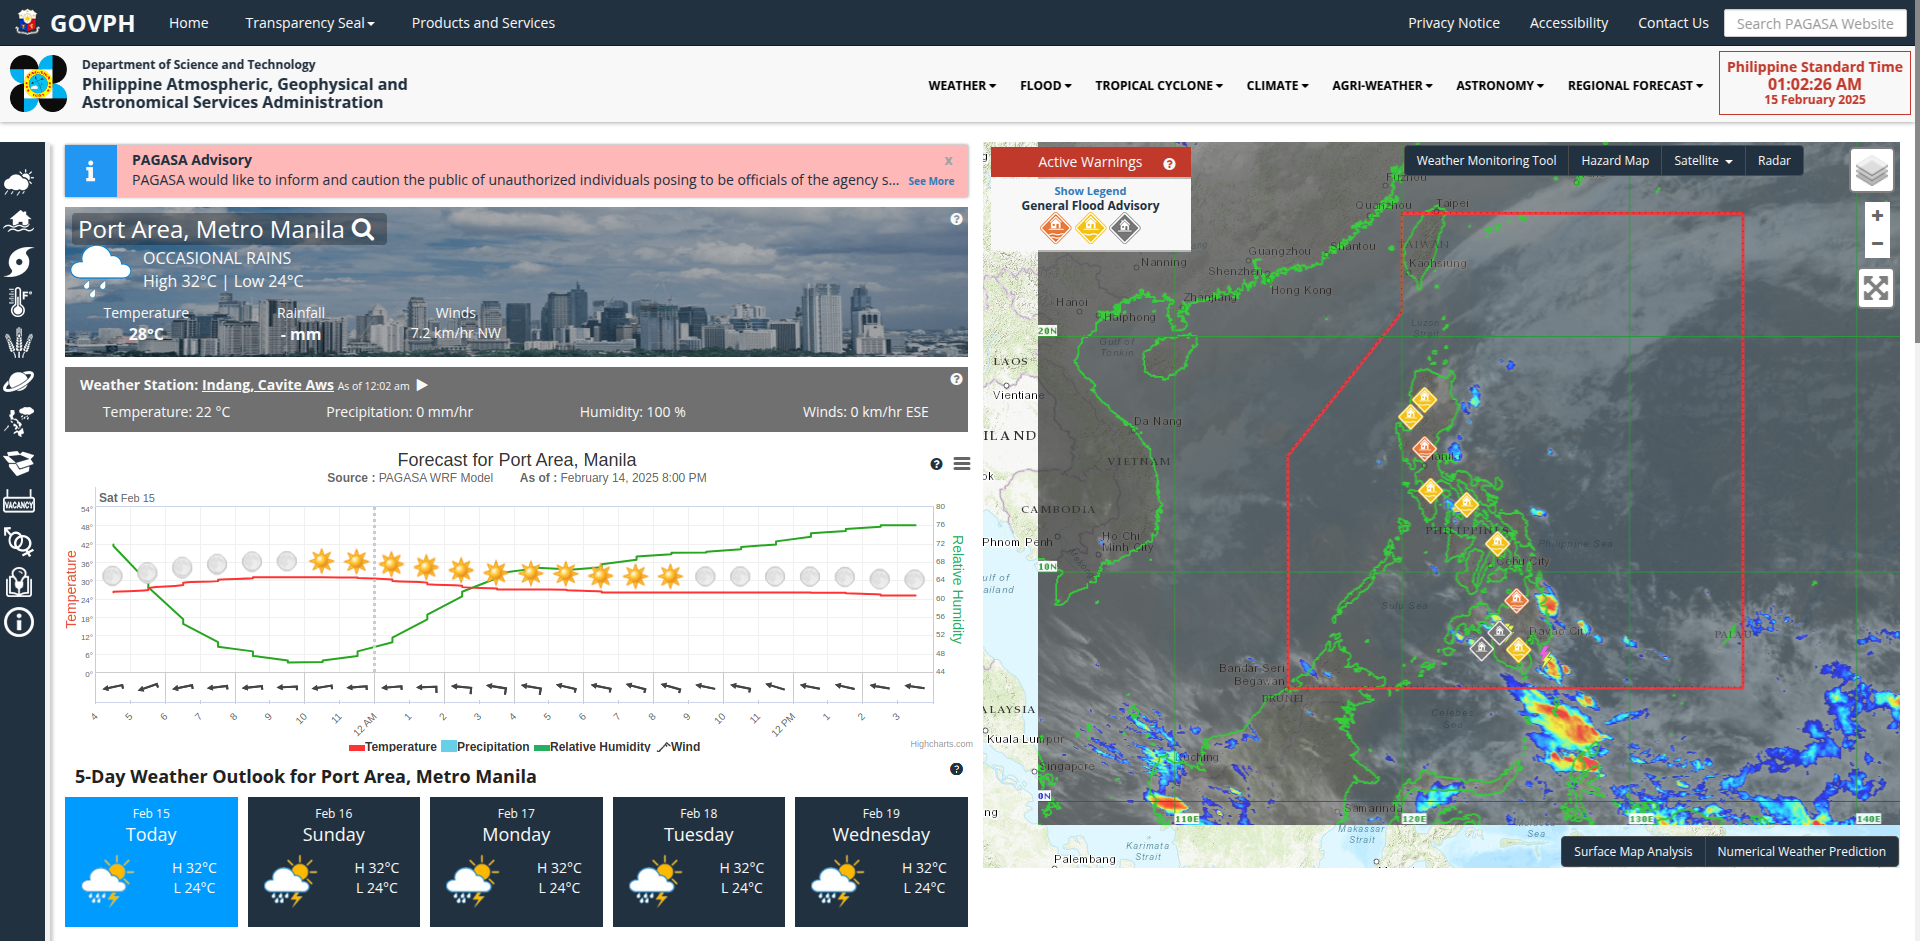 GOVPH
Home
Transparency Seal
Products and Services
Privacy Notice
Accessibility
Contact Us
Search PAGASA Website
Department of Science and Technology
Philippine Atmospheric, Geophysical and
Astronomical Services Administration
WEATHER
FLOOD
TROPICAL CYCLONE
CLIMATE
AGRI-WEATHER
ASTRONOMY
REGIONAL FORECAST
Philippine Standard Time
01:02:26 AM
15 February 2025
PAGASA Advisory
x
PAGASA would like to inform and caution the public of unauthorized individuals posing to be officials of the agency s... See More
Port Area, Metro Manila
OCCASIONAL RAINS
High 32°C | Low 24°C
Temperature
28°C
Rainfall
- mm
Winds
7.2 km/hr NW
Weather Station: Indang, Cavite Aws As of 12:02 am
Temperature: 22 °C
Precipitation: 0 mm/hr
Humidity: 100 %
Winds: 0 km/hr ESE
Forecast for Port Area, Manila
Source : PAGASA WRF Model As of : February 14, 2025 8:00 PM
Sat Feb 15
Temperature
54°
48°
42°
36°
30°
24°
18°
12°
6°
0°
80
76
72
68
64
60
56
52
48
44
Relative Humidity
4 5 6 7 8 9 10 11 12 AM 1 2 3 4 5 6 7 8 9 10 11 12 PM 1 2 3
Temperature Precipitation Relative Humidity Wind
Highcharts.com
5-Day Weather Outlook for Port Area, Metro Manila
Feb 15
Today
H 32°C
L 24°C
Feb 16
Sunday
H 32°C
L 24°C
Feb 17
Monday
H 32°C
L 24°C
Feb 18
Tuesday
H 32°C
L 24°C
Feb 19
Wednesday
H 32°C
L 24°C
VACANCY
Active Warnings
Show Legend
General Flood Advisory
Weather Monitoring Tool
Hazard Map
Satellite
Radar
+
−
Fuzhou
Quanzhou
Taipei
Guangzhou
Shantou
TAIWAN
Nanning
Shenzhen
Kaohsiung
Hanoi
Zhanjiang
Hong Kong
Haiphong
20N
Luzon
Strait
Gulf of
Tonkin
LAOS
Vientiane
Da Nang
ILAND
VIETNAM
ok
CAMBODIA
Phnom Penh
Ho Chi
Minh City
PHILIPPINES
Philippine Sea
10N
Cebu City
ulf of
ailand
Sulu Sea
Davao City
PALAU
Bandar Seri
Begawan
BRUNEI
ALAYSIA
Celebes
Sea
Kuala Lumpur
Kuching
Singapore
0N
ng
Samarinda
110E
120E
130E
140E
Makassar
Strait
Karimata
Strait
Palembang
Sea
Surface Map Analysis
Numerical Weather Prediction